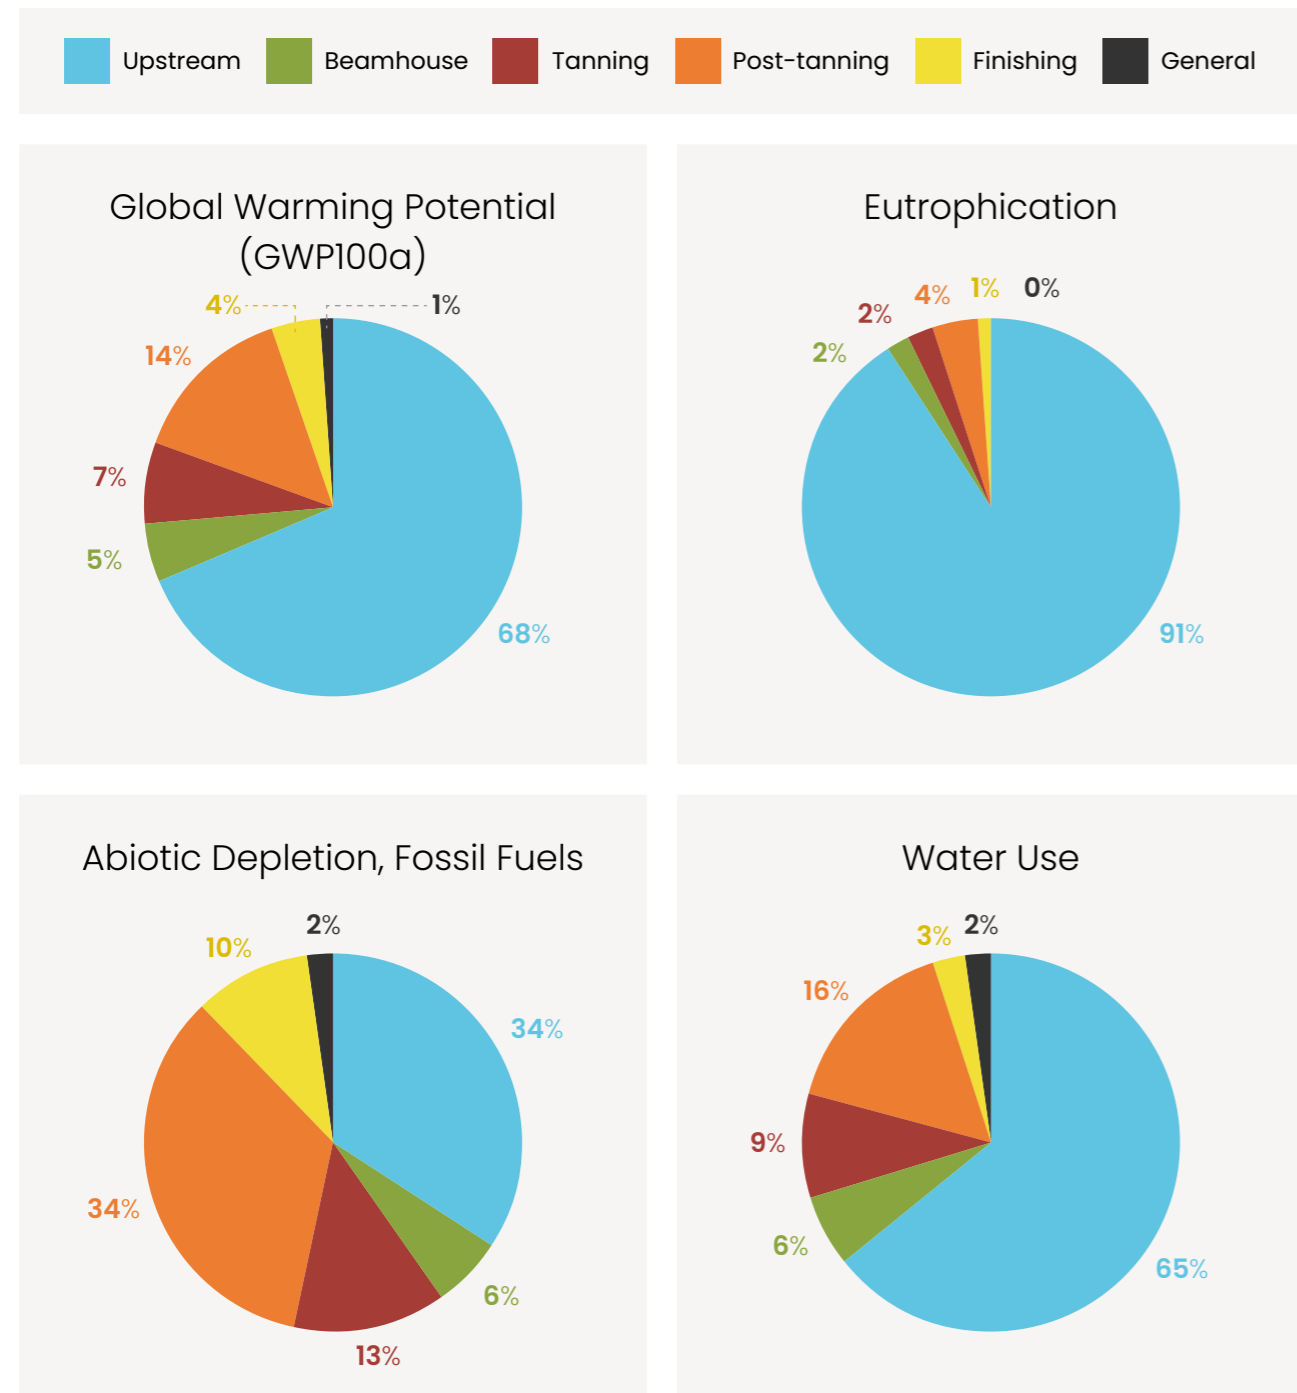 Upstream
Beamhouse
Tanning
Post-tanning
Finishing
General
Global Warming Potential
(GWP100a)
4%
1%
14%
7%
5%
68%
Eutrophication
2%
2%
4%
1%
0%
91%
Abiotic Depletion, Fossil Fuels
10%
2%
34%
34%
6%
13%
Water Use
3%
2%
16%
9%
6%
65%